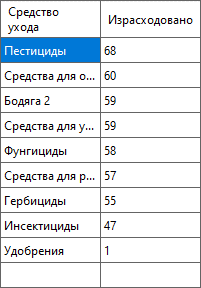 Средство ухода Израсходовано
Пестициды 68
Средства для о... 60
Бодяга 2 59
Средства для у... 59
Фунгициды 58
Средства для р... 57
Гербициды 55
Инсектициды 47
Удобрения 1